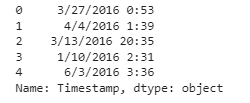 0 3/27/2016 0:53
1 4/4/2016 1:39
2 3/13/2016 20:35
3 1/10/2016 2:31
4 6/3/2016 3:36
Name: Timestamp, dtype: object